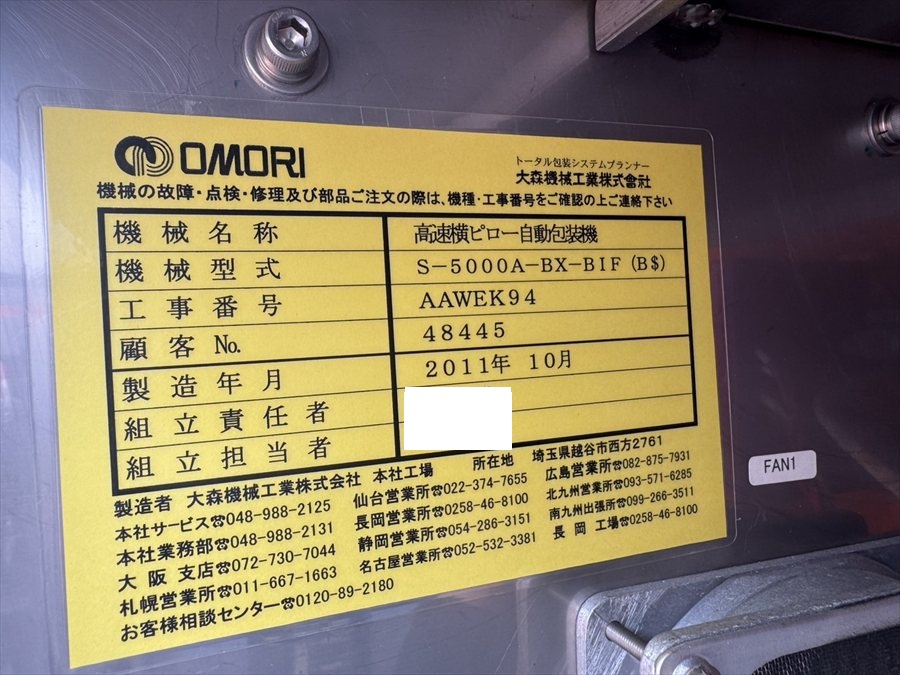 OMORI
トータル包装システムプランナー
大森機械工業株式會社
機械の故障・点検・修理及び部品ご注文の際は、機種・工事番号をご確認の上ご連絡下さい
機械名称 高速横ピロー自動包装機
機械型式 S-5000A-BX-BIF(B$)
工事番号 AAWEK94
顧客No. 48445
製造年月 2011年 10月
組立責任者
組立担当者
製造者 大森機械工業株式会社 本社工場 所在地 埼玉県越谷市西方2761
本社サービス☎048-988-2125 仙台営業所☎022-374-7655 広島営業所☎082-875-7931
本社業務部☎048-988-2131 長岡営業所☎0258-46-8100 北九州営業所☎093-571-6285
大阪支店☎072-730-7044 静岡営業所☎054-286-3151 南九州出張所☎099-266-3511
札幌営業所☎011-667-1663 名古屋営業所☎052-532-3381 長岡工場☎0258-46-8100
お客様相談センター☎0120-89-2180
FAN1